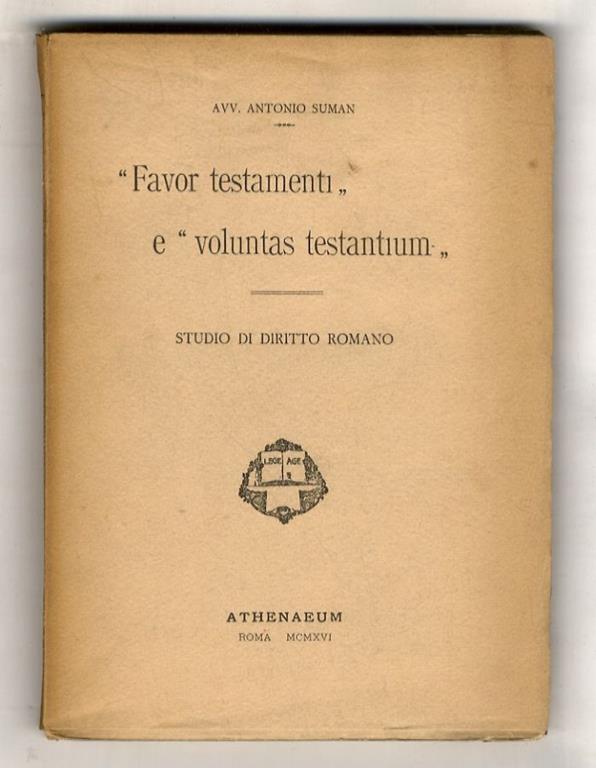 AVV. ANTONIO SUMAN
“Favor testamenti„
e “voluntas testantium„
STUDIO DI DIRITTO ROMANO
LEGE AGE
ATHENAEUM
ROMA MCMXVI